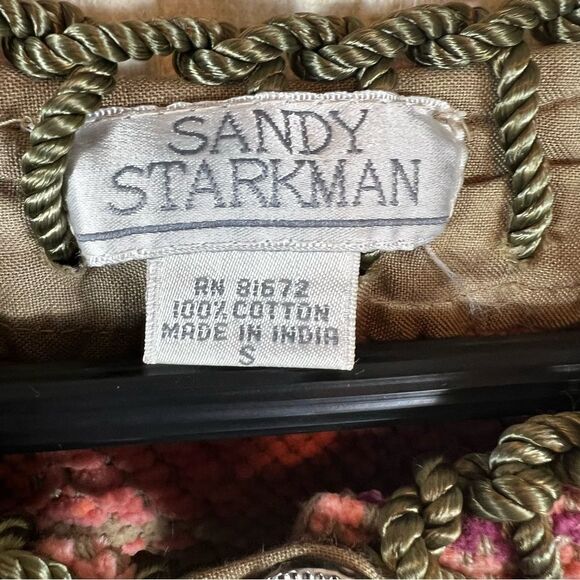 SANDY
STARKMAN
RN 81672
100% COTTON
MADE IN INDIA
S